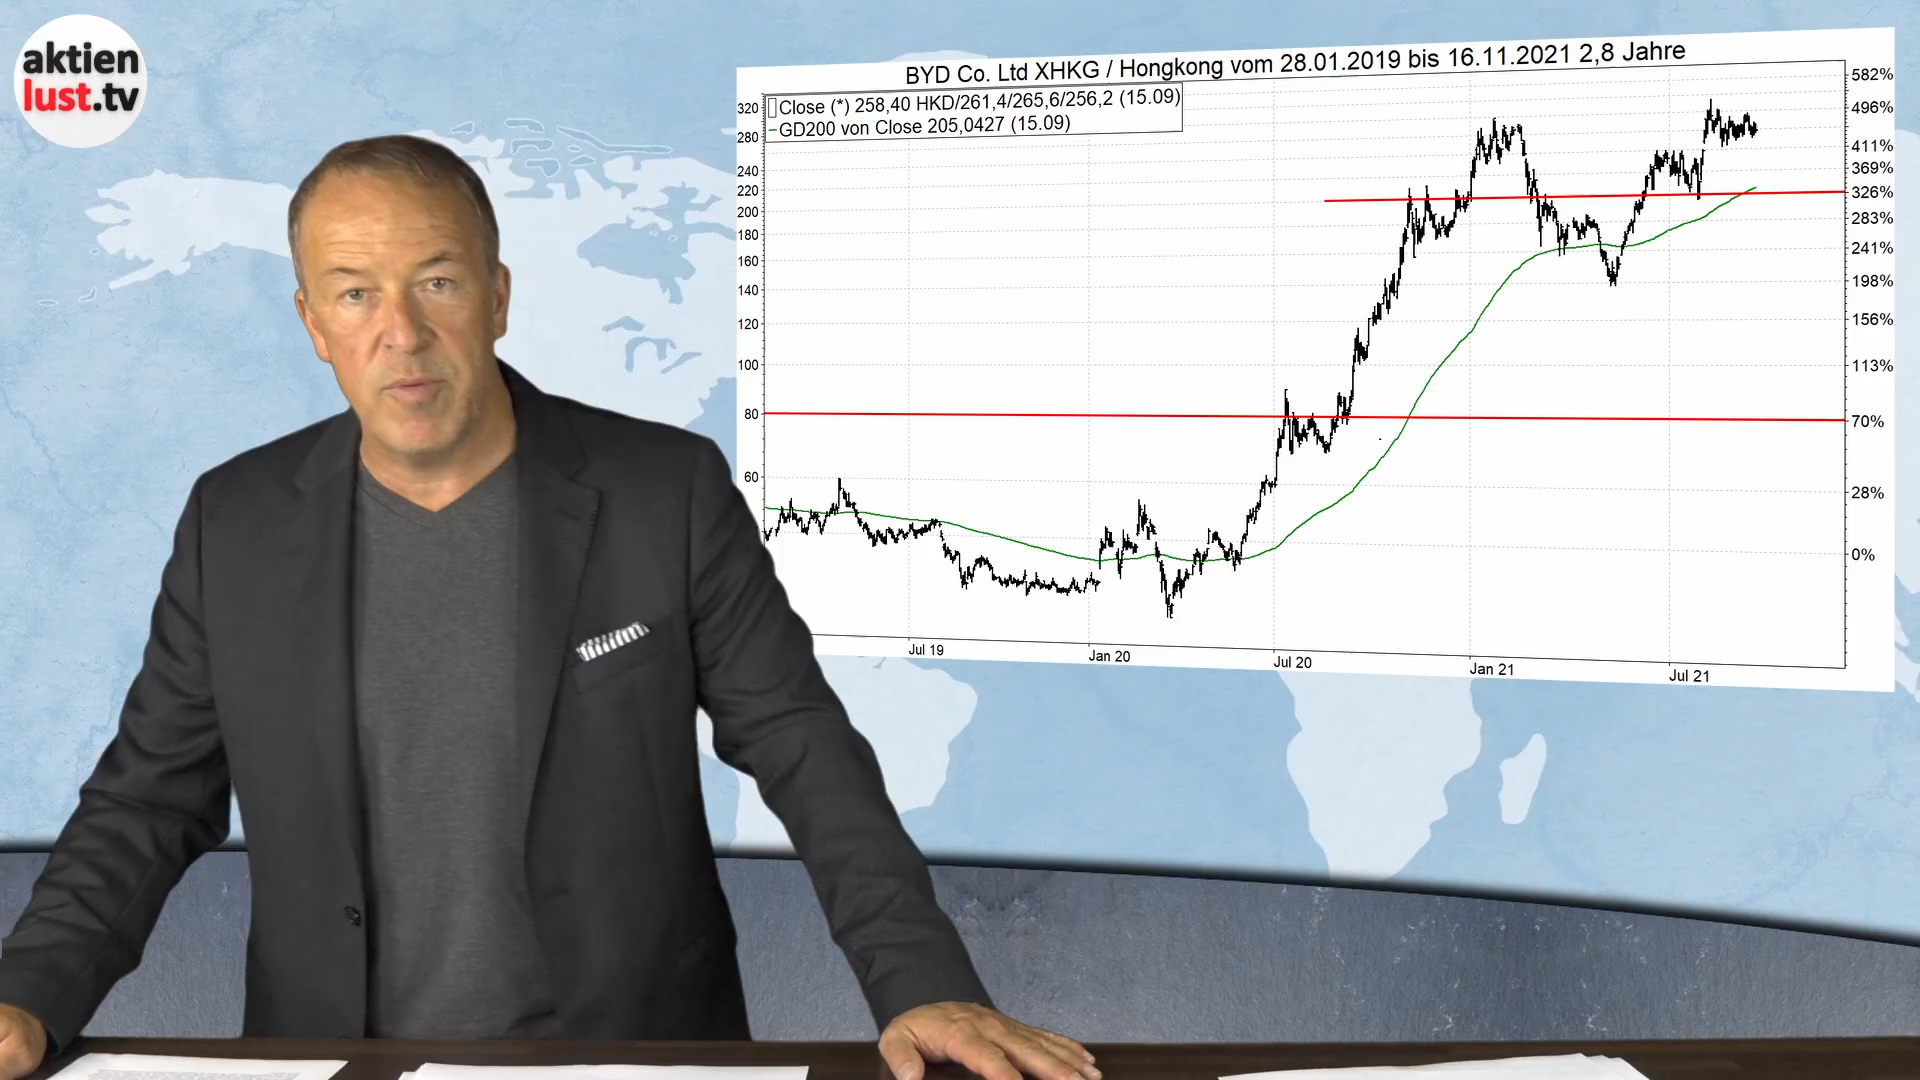 aktien
lust.tv
BYD Co. Ltd XHKG / Hongkong vom 28.01.2019 bis 16.11.2021 2,8 Jahre
Close (*) 258,40 HKD/261,4/265,6/256,2 (15.09)
GD200 von Close 205,0427 (15.09)
320
280
240
220
200
180
160
140
120
100
80
60
582%
496%
411%
369%
326%
283%
241%
198%
156%
113%
70%
28%
0%
Jul 19
Jan 20
Jul 20
Jan 21
Jul 21